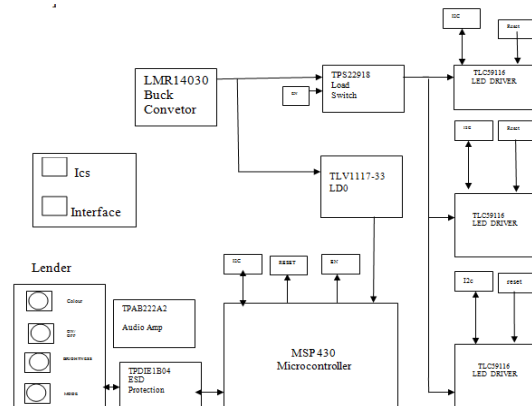 I2C
Reset
LMR14030
Buck
Convetor
TPS22918
Load
Switch
EN
TLC59116
LED DRIVER
I2C
Reset
Ics
Interface
TLV1117-33
LD0
TLC59116
LED DRIVER
Lender
I2C
RESET
EN
I2c
reset
Colour
ON/
OFF
BRIGHTNESS
TPAB222A2
Audio Amp
MSP430
Microcontroller
TPDIE1B04
ESD
Protection
TLC59116
LED DRIVER